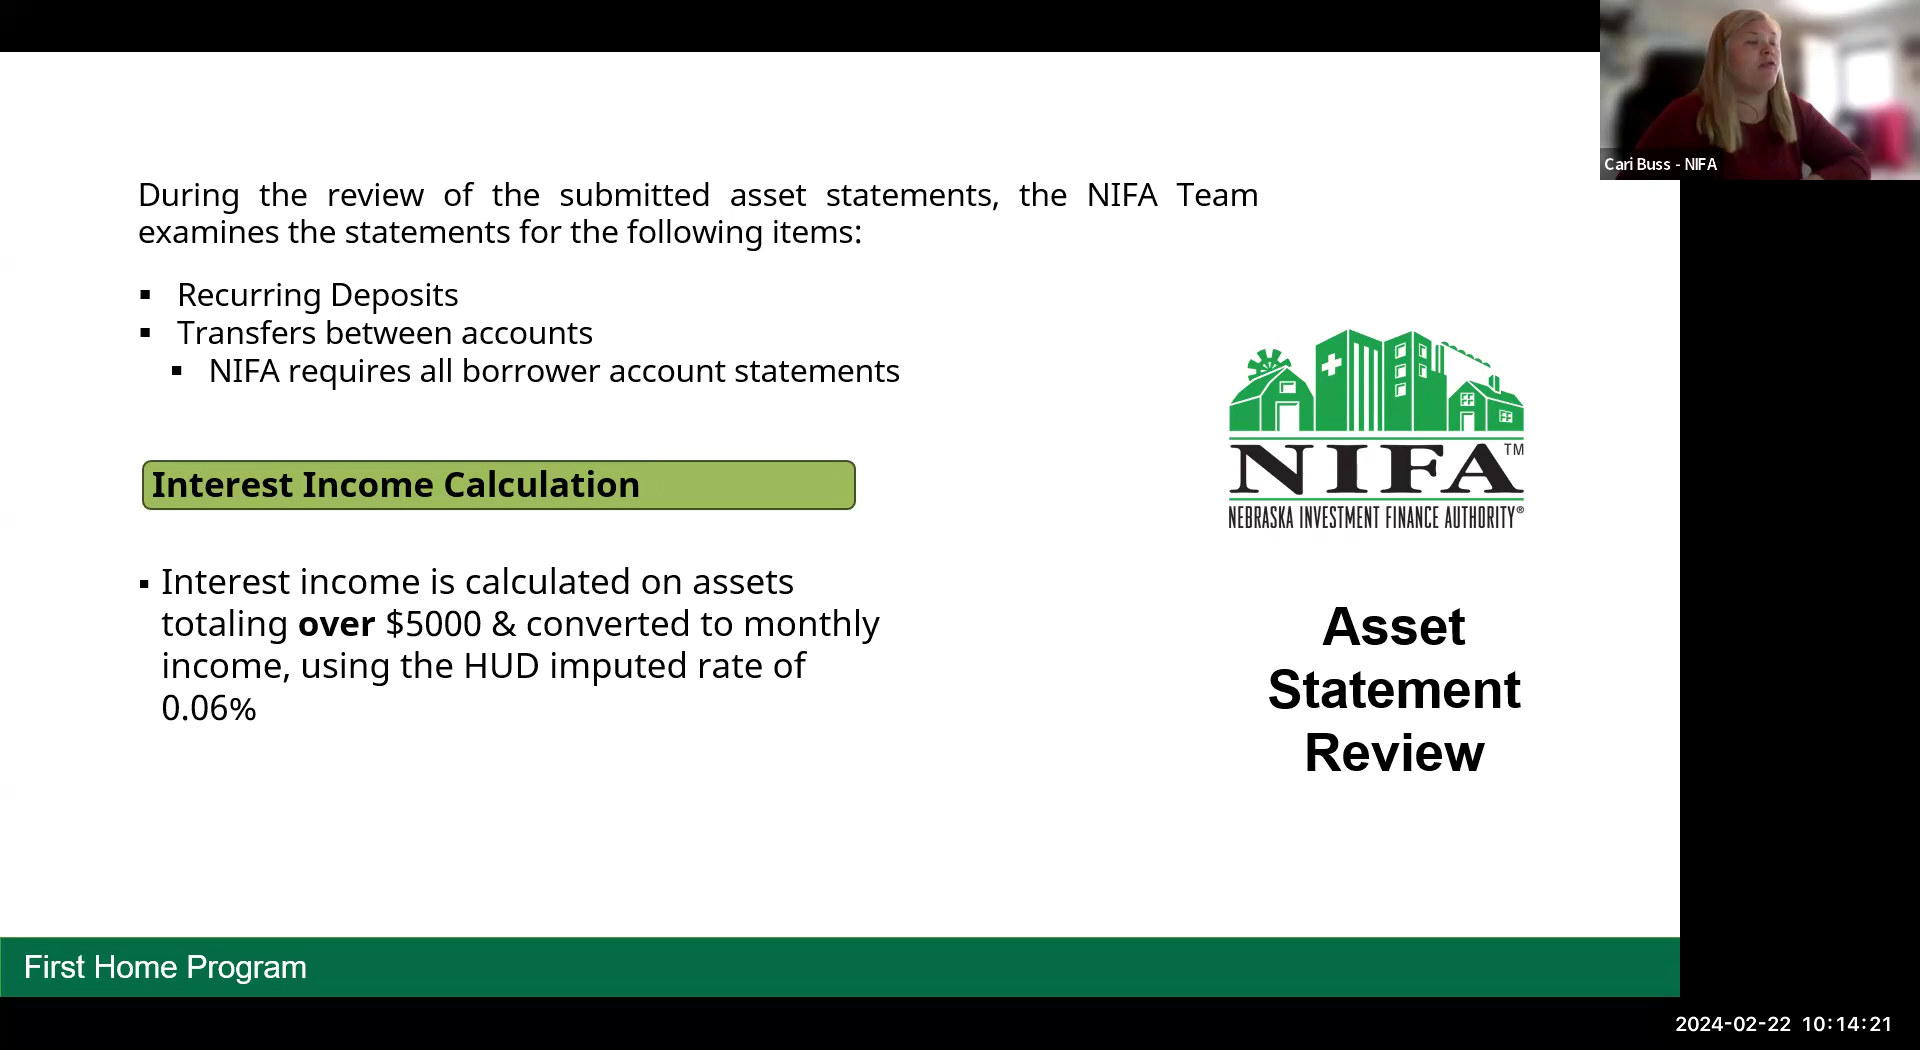 Cari Buss - NIFA
During the review of the submitted asset statements, the NIFA Team
examines the statements for the following items:
▪ Recurring Deposits
▪ Transfers between accounts
▪ NIFA requires all borrower account statements
Interest Income Calculation
▪ Interest income is calculated on assets
totaling over $5000 & converted to monthly
income, using the HUD imputed rate of
0.06%
NIFA™
NEBRASKA INVESTMENT FINANCE AUTHORITY®
Asset
Statement
Review
First Home Program
2024-02-22 10:14:21